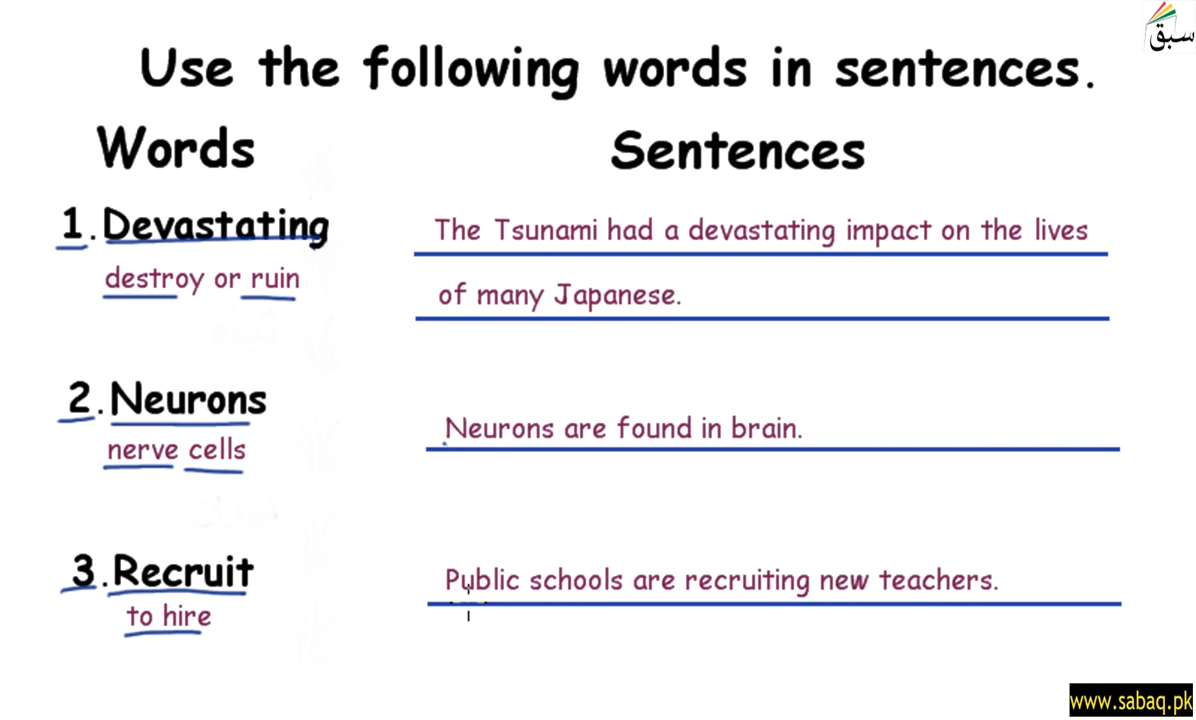 سبق
Use the following words in sentences.
Words Sentences
1. Devastating The Tsunami had a devastating impact on the lives
destroy or ruin of many Japanese.
2. Neurons Neurons are found in brain.
nerve cells
3. Recruit Public schools are recruiting new teachers.
to hire
www.sabaq.pk